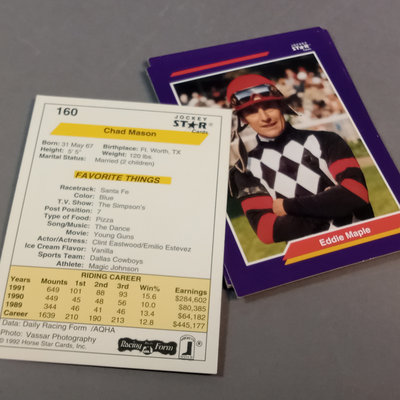 160
JOCKEY
STAR
Cards
Chad Mason
Born: 31 May 67 Birthplace: Ft. Worth, TX
Height: 5' 5" Weight: 120 lbs.
Marital Status: Married (2 children)
FAVORITE THINGS
Racetrack: Santa Fe
Color: Blue
T.V. Show: The Simpson's
Post Position: 7
Type of Food: Pizza
Song/Music: The Dance
Movie: Young Guns
Actor/Actress: Clint Eastwood/Emilio Estevez
Ice Cream Flavor: Vanilla
Sports Team: Dallas Cowboys
Athlete: Magic Johnson
RIDING CAREER
Years Mounts 1st 2nd 3rd Win% Earnings
1991 649 101 88 93 15.6 $284,602
1990 449 45 48 56 10.0 $80,385
1989 344 46 46 41 13.4 $64,182
Career 1639 210 190 213 12.8 $445,177
Data: Daily Racing Form /AQHA
Photo: Vassar Photography
© 1992 Horse Star Cards, Inc.
Racing Form
JOCKEY
STAR
Cards
Eddie Maple